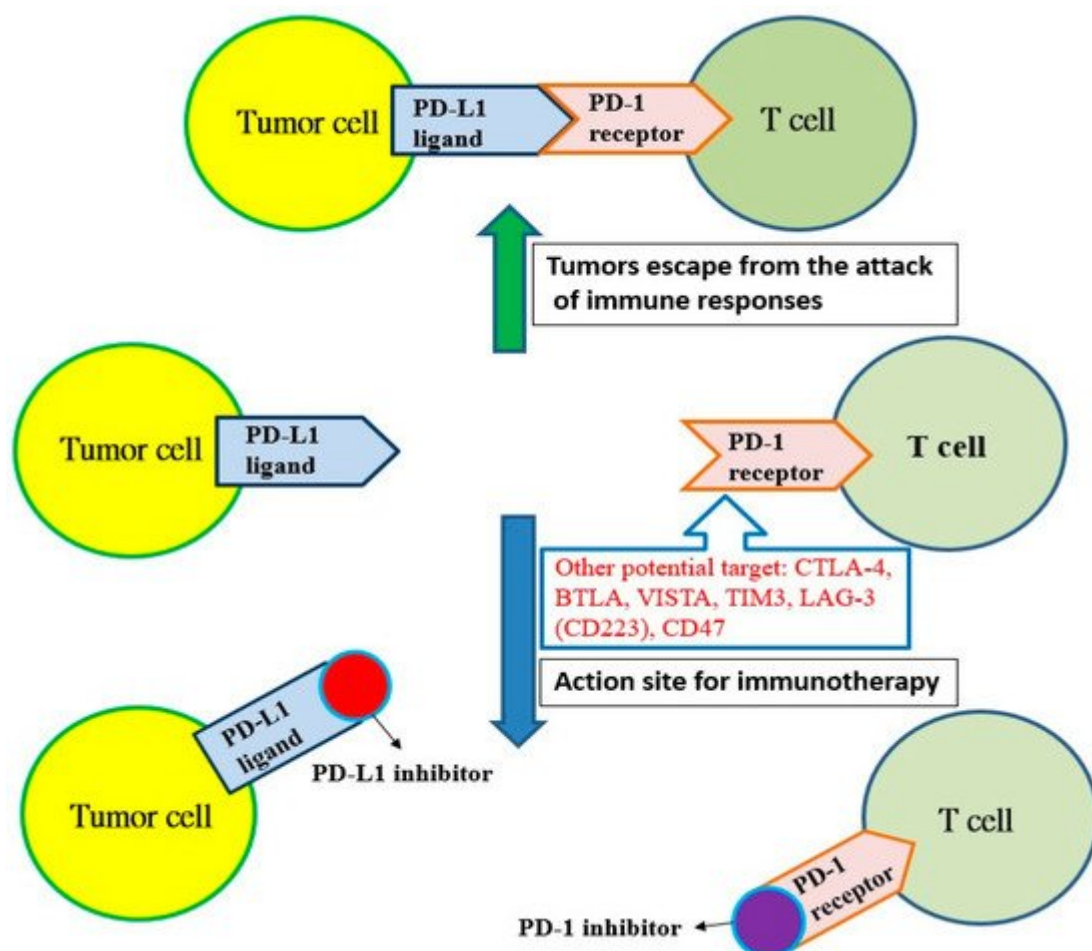 Tumor cell
PD-L1
ligand
PD-1
receptor
T cell
Tumors escape from the attack
of immune responses
Tumor cell
PD-L1
ligand
PD-1
receptor
T cell
Other potential target: CTLA-4,
BTLA, VISTA, TIM3, LAG-3
(CD223), CD47
Action site for immunotherapy
PD-L1
ligand
PD-L1 inhibitor
Tumor cell
T cell
PD-1
receptor
PD-1 inhibitor